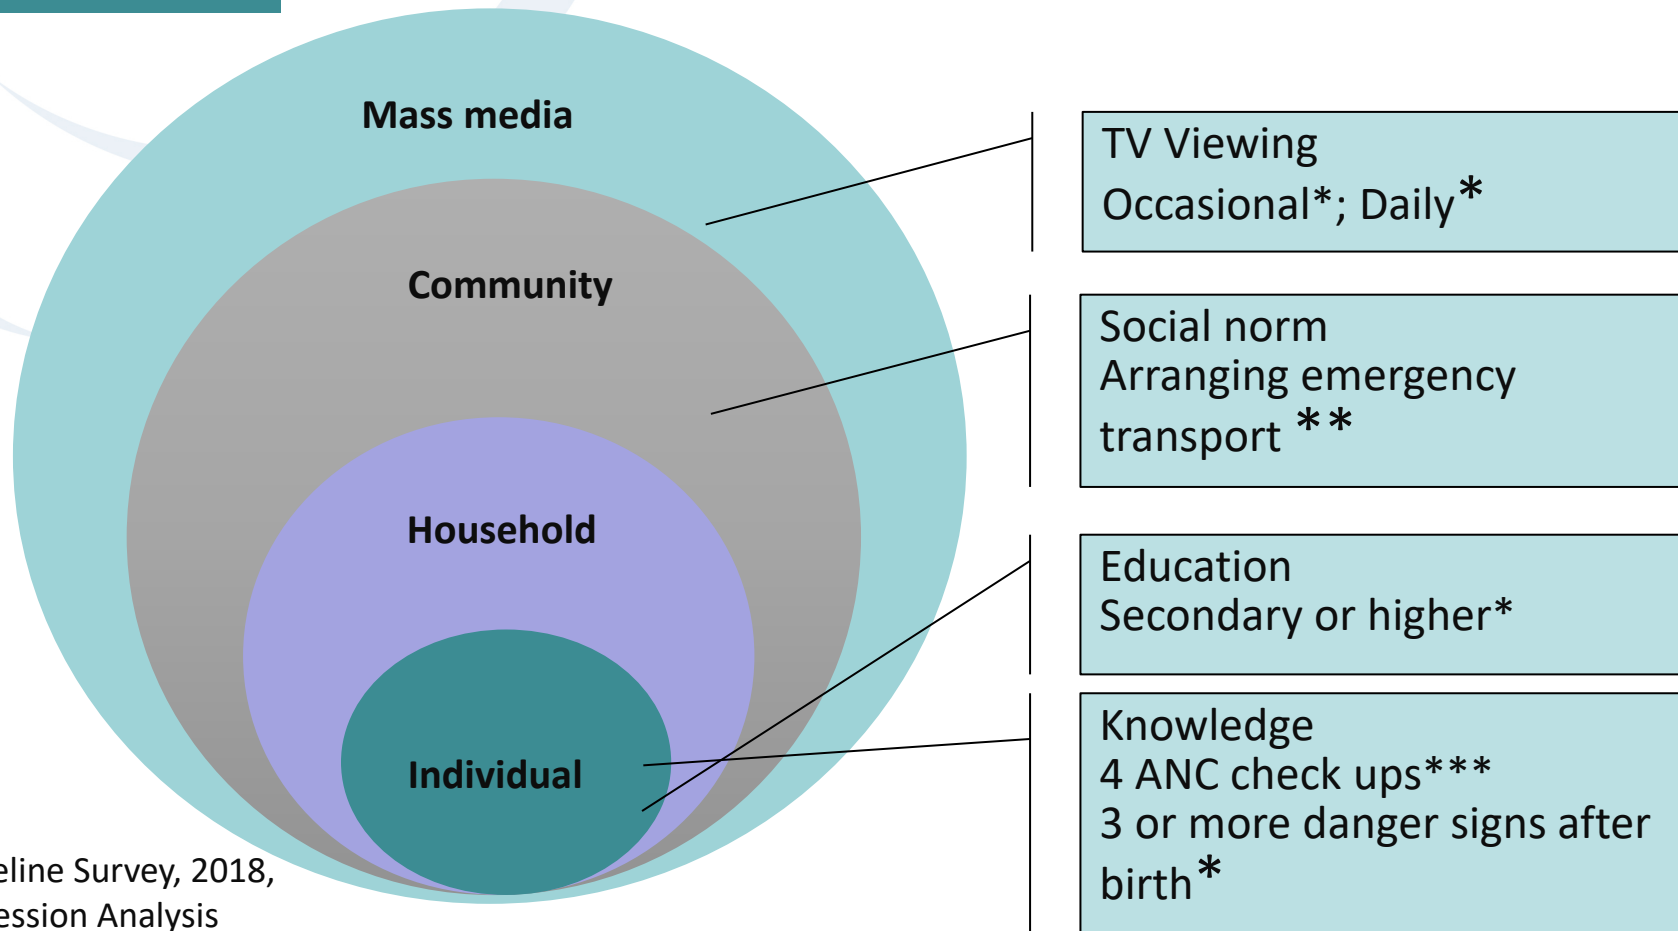 Mass media
Community
Household
Individual
TV Viewing
Occasional*; Daily*
Social norm
Arranging emergency
transport **
Education
Secondary or higher*
Knowledge
4 ANC check ups***
3 or more danger signs after
birth*
eline Survey, 2018,
ession Analysis